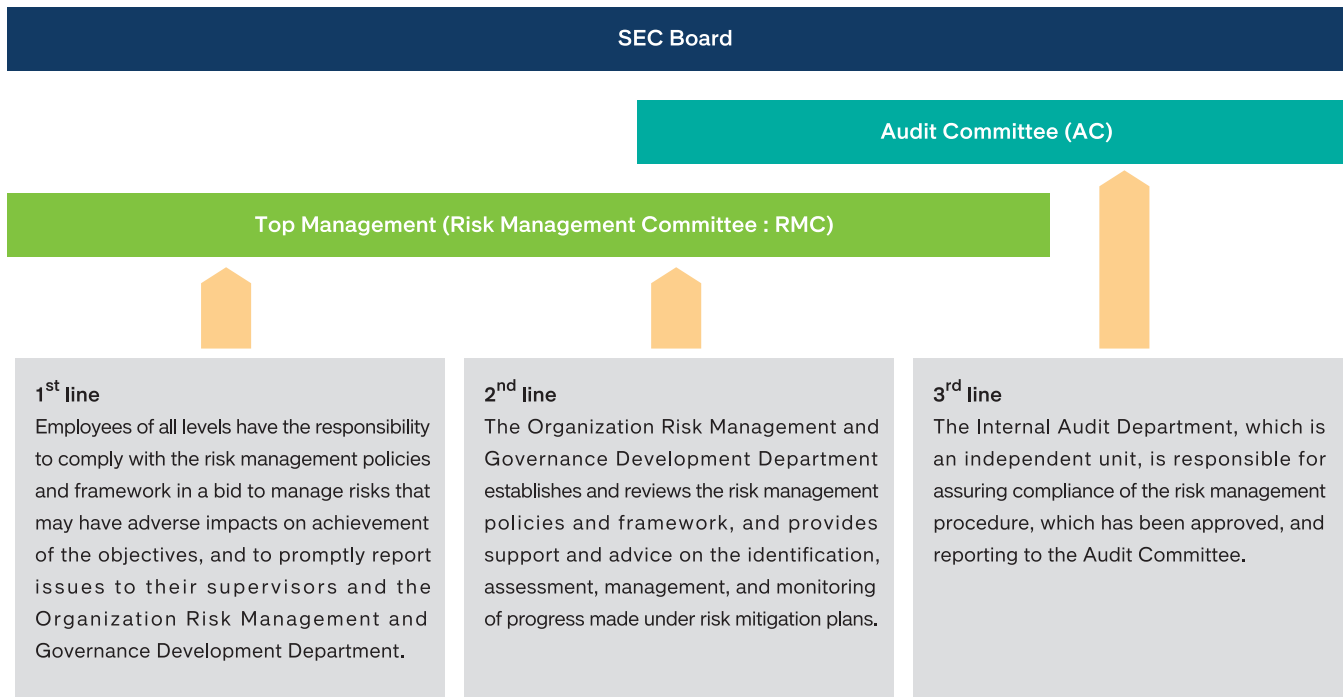 SEC Board
Audit Committee (AC)
Top Management (Risk Management Committee : RMC)
1st line
Employees of all levels have the responsibility
to comply with the risk management policies
and framework in a bid to manage risks that
may have adverse impacts on achievement
of the objectives, and to promptly report
issues to their supervisors and the
Organization Risk Management and
Governance Development Department.
2nd line
The Organization Risk Management and
Governance Development Department
establishes and reviews the risk management
policies and framework, and provides
support and advice on the identification,
assessment, management, and monitoring
of progress made under risk mitigation plans.
3rd line
The Internal Audit Department, which is
an independent unit, is responsible for
assuring compliance of the risk management
procedure, which has been approved, and
reporting to the Audit Committee.